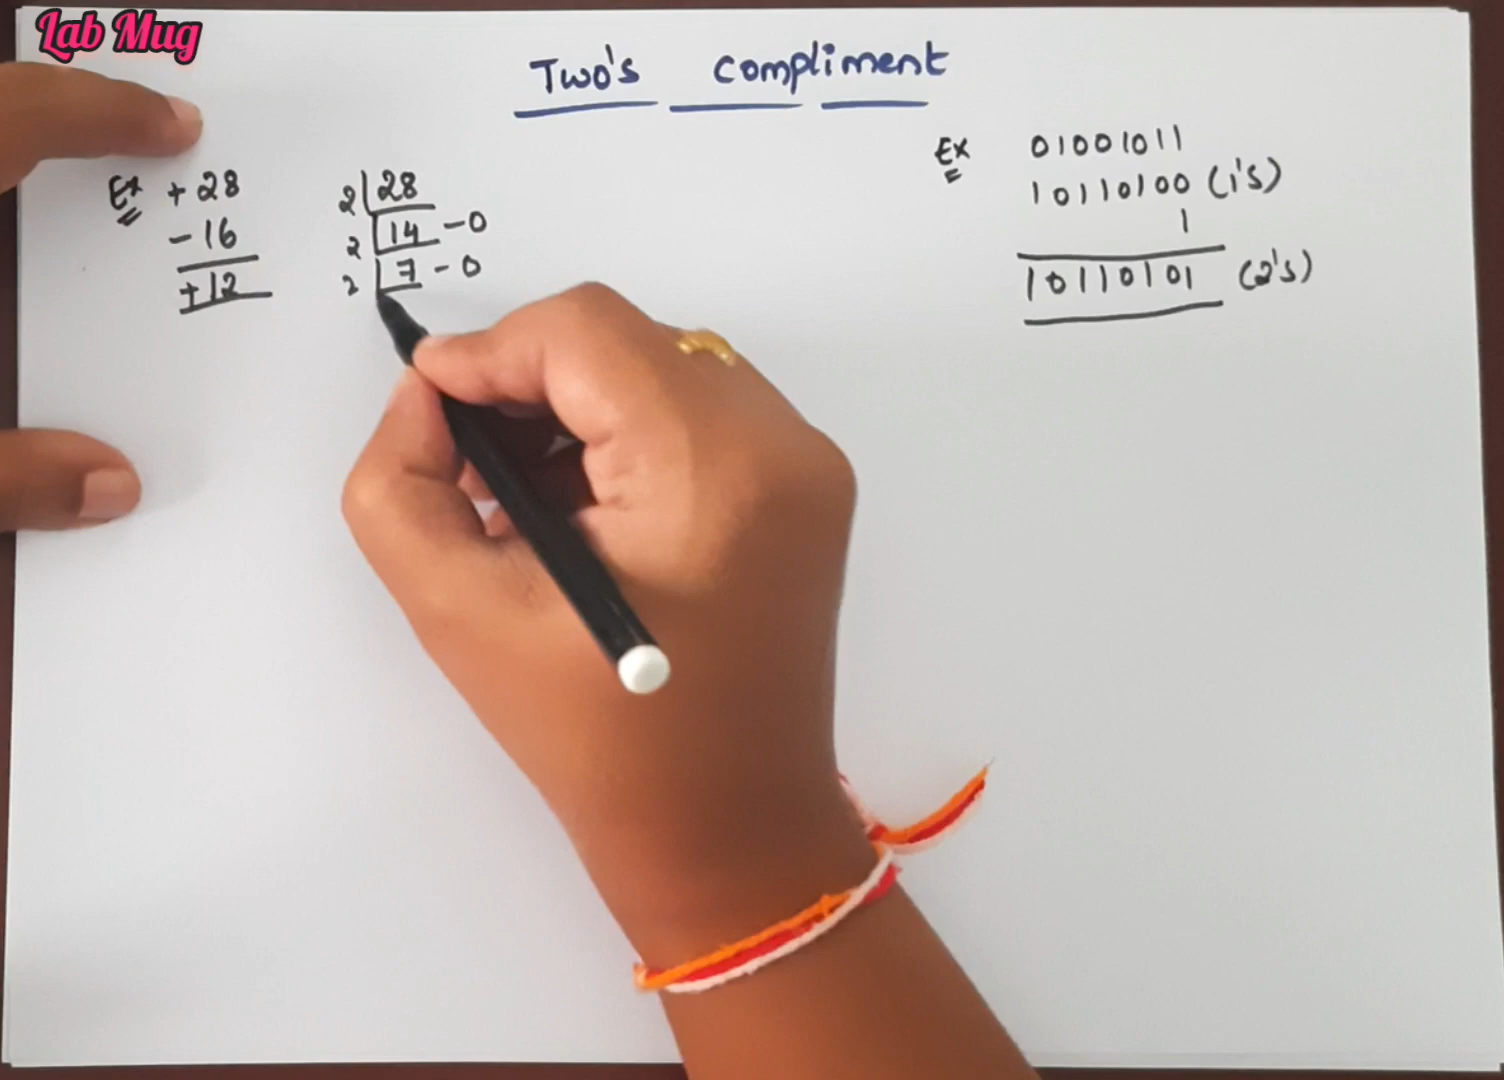 Lab Mug
Two's compliment
Ex + 28
- 16
+12
2 28
2 14 - 0
2 7 - 0
Ex 01001011
10110100 (1's)
1
10110101 (2's)